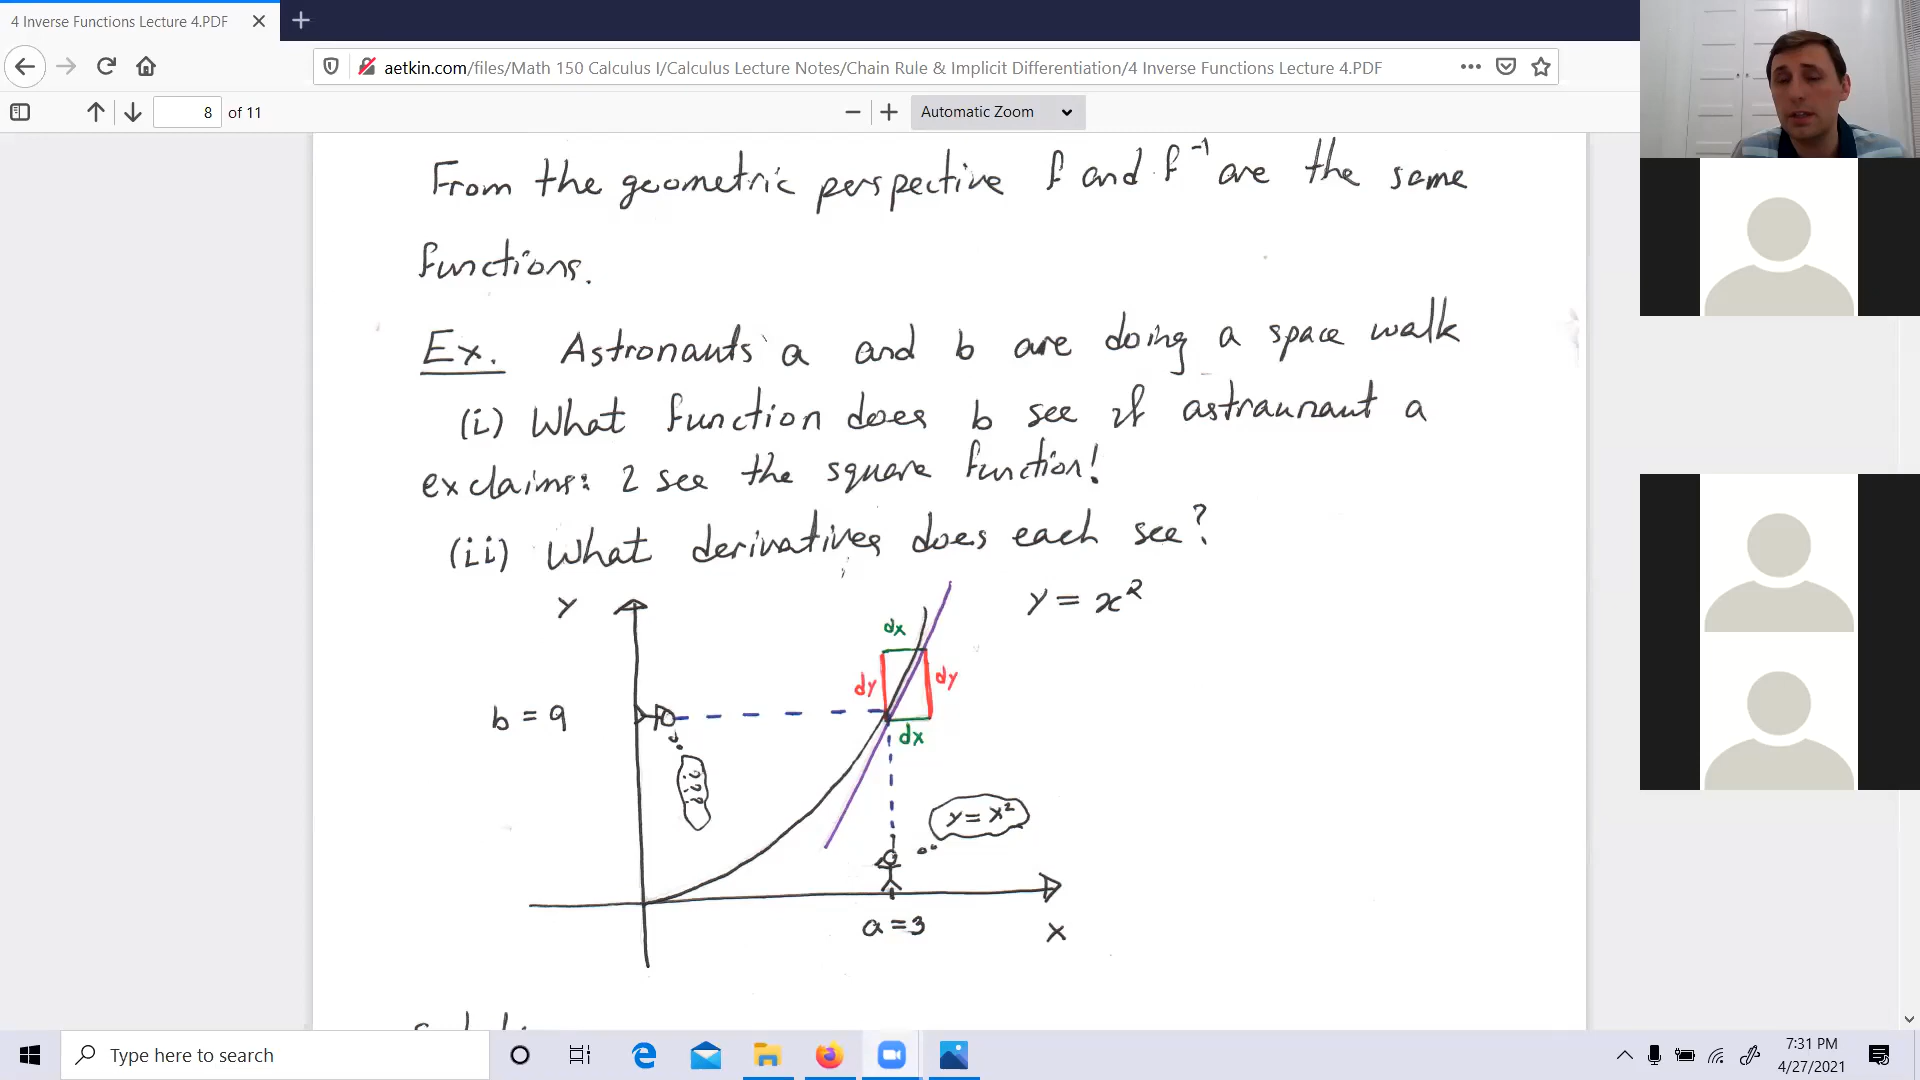 4 Inverse Functions Lecture 4.PDF
aetkin.com/files/Math 150 Calculus I/Calculus Lecture Notes/Chain Rule & Implicit Differentiation/4 Inverse Functions Lecture 4.PDF
8 of 11
Automatic Zoom
From the geometric perspective f and f⁻¹ are the same
functions.
Ex. Astronauts a and b are doing a space walk
(i) What function does b see if astraunant a
exclaims: I see the square function!
(ii) What derivatives does each see?
Y
y = x²
dx
dy
dy
b = 9
dx
???
y = x²
a = 3
X
Type here to search
7:31 PM
4/27/2021